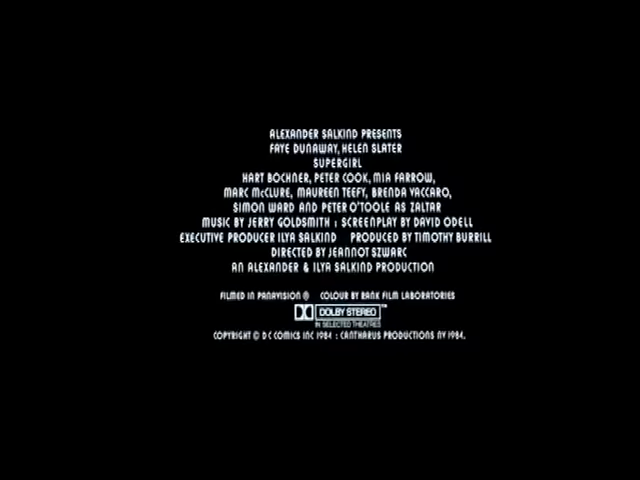 ALEXANDER SALKIND PRESENTS
FAYE DUNAWAY, HELEN SLATER
SUPERGIRL
HART BOCHNER, PETER COOK, MIA FARROW,
MARC McCLURE, MAUREEN TEEFY, BRENDA VACCARO,
SIMON WARD AND PETER O'TOOLE AS ZALTAR
MUSIC BY JERRY GOLDSMITH : SCREENPLAY BY DAVID ODELL
EXECUTIVE PRODUCER ILYA SALKIND PRODUCED BY TIMOTHY BURRILL
DIRECTED BY JEANNOT SZWARC
AN ALEXANDER & ILYA SALKIND PRODUCTION
FILMED IN PANAVISION ® COLOUR BY RANK FILM LABORATORIES
DOLBY STEREO ™
IN SELECTED THEATRES
COPYRIGHT © DC COMICS INC 1984 : CANTHARUS PRODUCTIONS NV 1984.